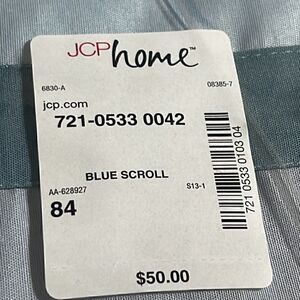 JCPhome™
6830-A 08385-7
jcp.com
721-0533 0042
BLUE SCROLL
AA-628927 S13-1
84
721 0533 0103 04
$50.00